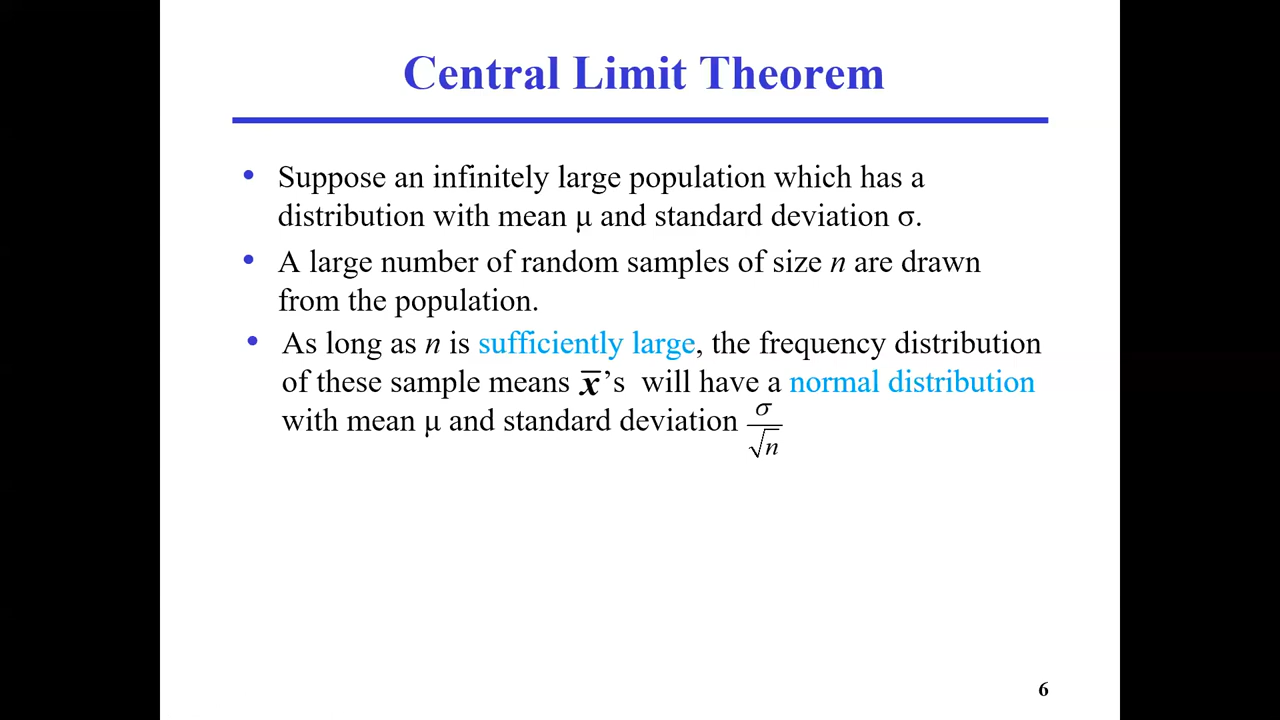 Central Limit Theorem
• Suppose an infinitely large population which has a
distribution with mean μ and standard deviation σ.
• A large number of random samples of size n are drawn
from the population.
• As long as n is sufficiently large, the frequency distribution
of these sample means x̅’s will have a normal distribution
with mean μ and standard deviation σ/√n
6